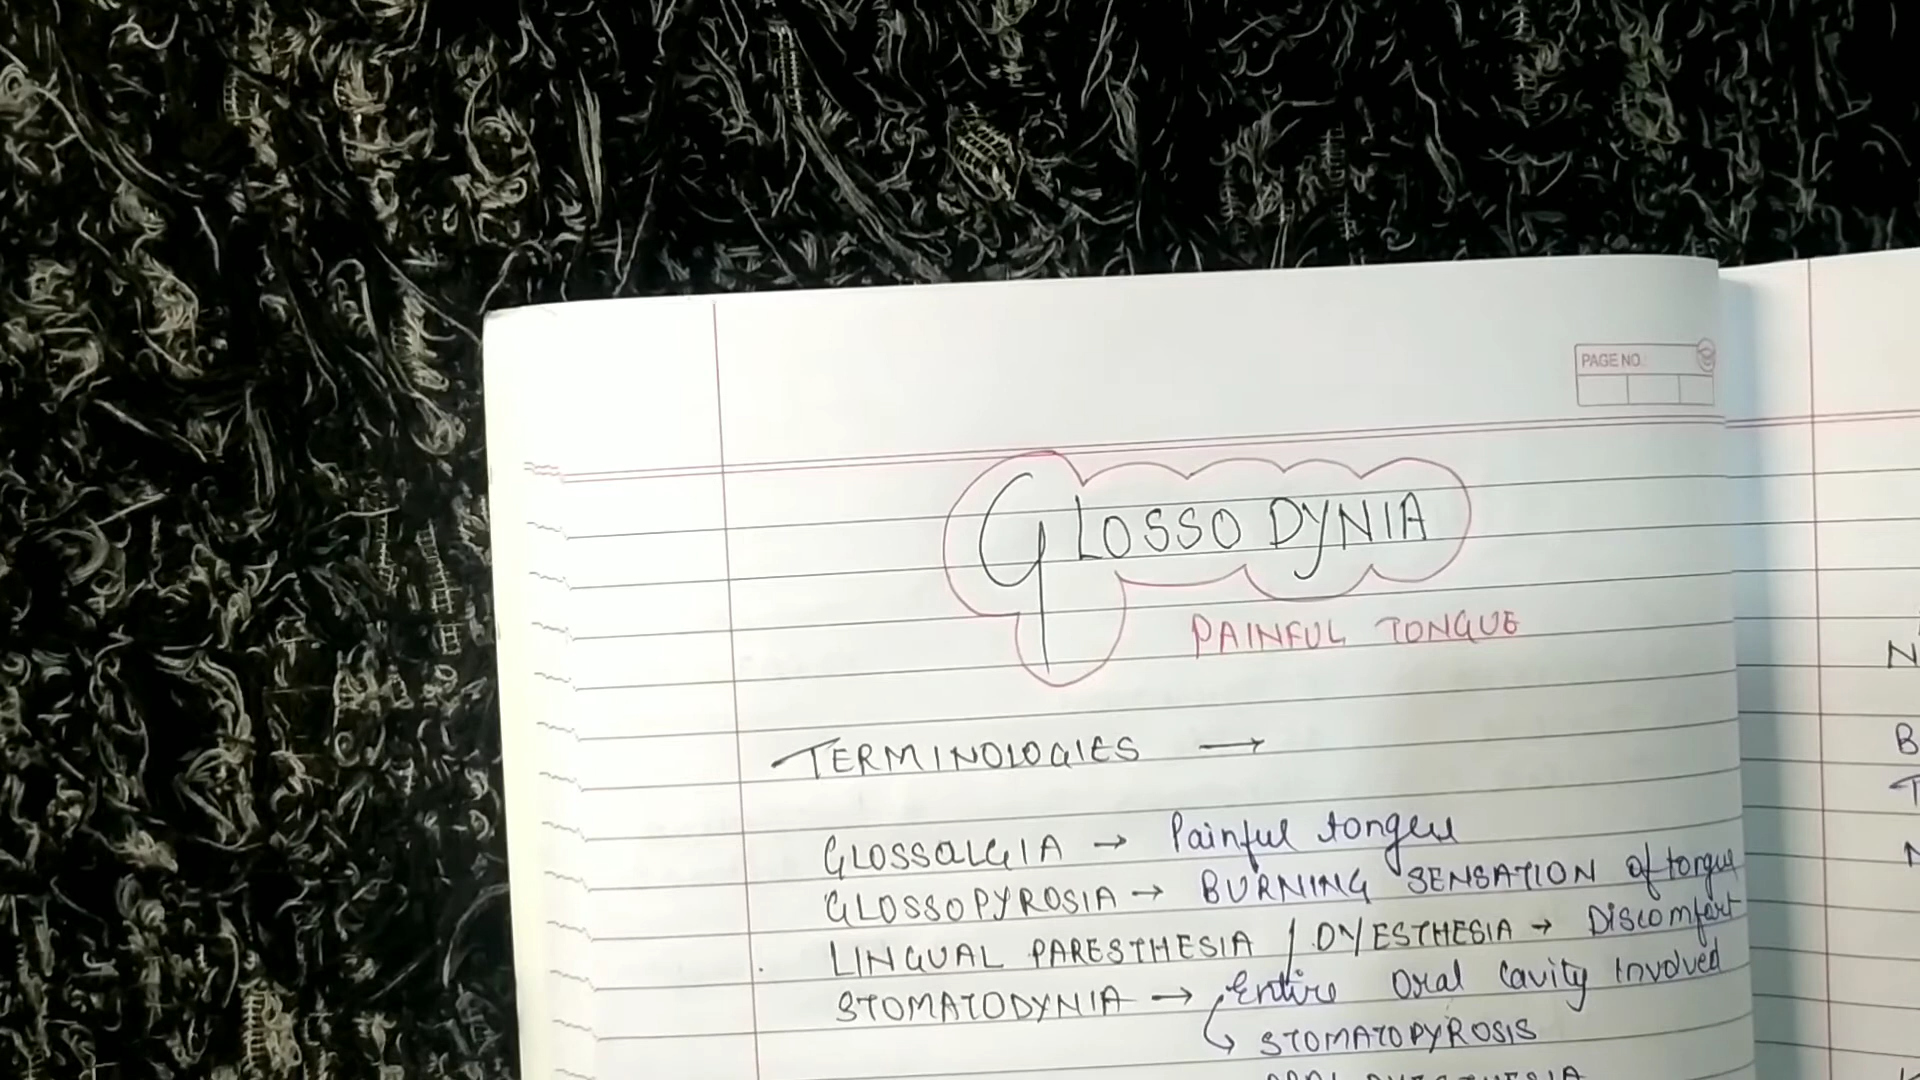 PAGE NO.
GLOSSODYNIA
PAINFUL TONGUE
TERMINOLOGIES →
GLOSSALGIA → Painful tongeu
GLOSSOPYROSIA → BURNING SENSATION of tongue
LINGUAL PARESTHESIA / DYESTHESIA → Discomfort
STOMATODYNIA → Entire Oral Cavity Involved
↳ STOMATOPYROSIS